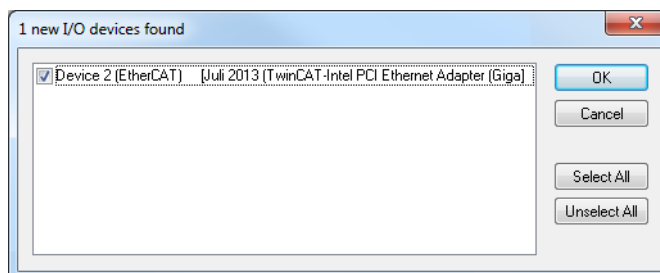 1 new I/O devices found
Device 2 (EtherCAT) [Juli 2013 (TwinCAT-Intel PCI Ethernet Adapter (Giga]
OK
Cancel
Select All
Unselect All